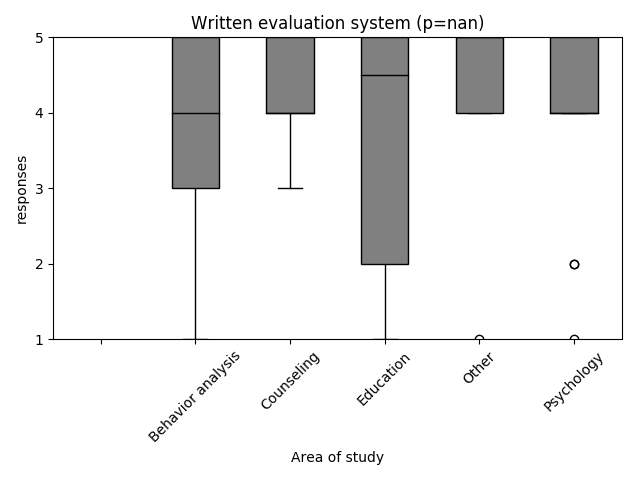 Written evaluation system (p=nan)
responses
5
4
3
2
1
Behavior analysis
Counseling
Education
Other
Psychology
Area of study